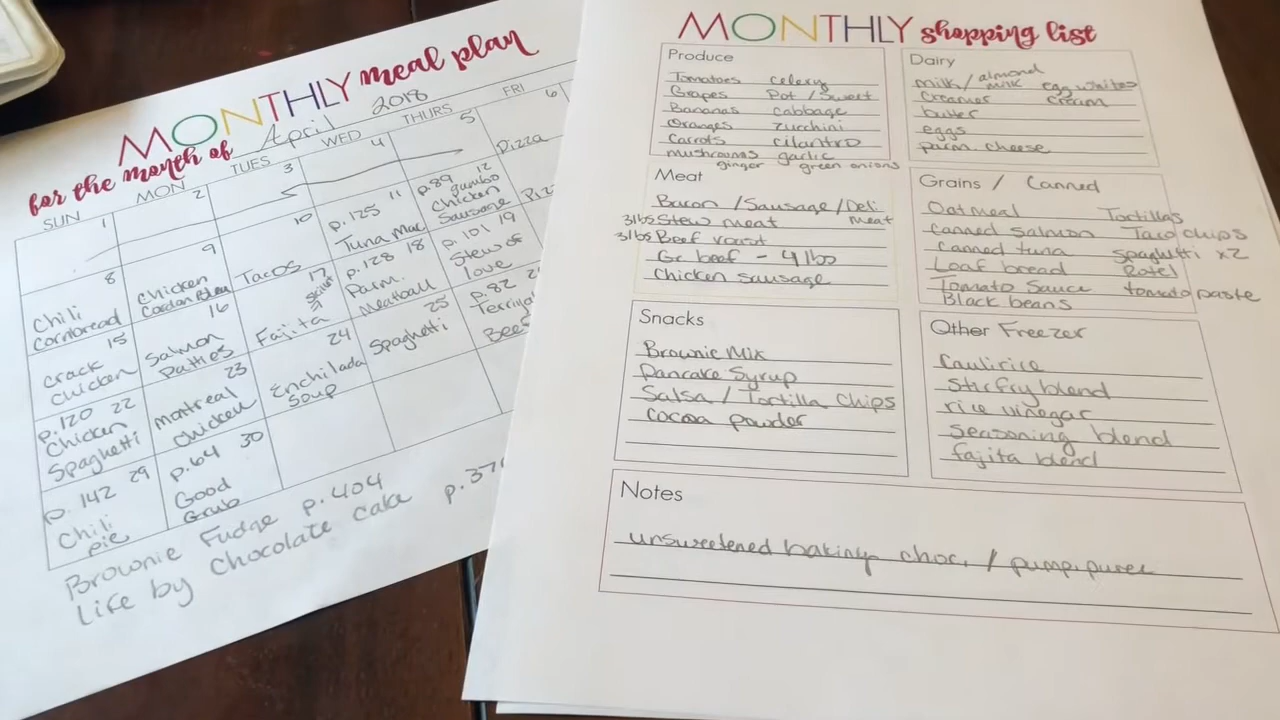 MONTHLY meal plan
for the month of April 2018
SUN MON TUES WED THURS FRI
1 2 3 4 5 6
Pizza
8 9 10 11 12
Chili Cornbread
Chicken Cordon Bleu
Tacos
p.125 Tuna Mac
p.89 gumbo Chicken Sausage
Piz
15 16 17 18 19
crack Chicken
Salmon Patties
Fajita
p.128 Parm. Meatball
p.101 Stew of love
22 23 24 25
p.120 Chicken Spaghetti
montreal chicken
Enchilada Soup
Spaghetti
p.82 Teriya
Beef
29 30
p.142 Chili pie
p.64 Good Grub
Brownie Fudge p.404
Life by Chocolate cake p.37
MONTHLY shopping list
Produce
Tomatoes celery
Grapes Pot / Sweet
Bananas cabbage
Oranges zucchini
Carrots cilantro
mushrooms garlic
ginger green onions
Dairy
milk / almond milk egg whites
creamer cream
butter
eggs
parm cheese
Meat
Bacon / Sausage / Deli meat
3lbs Stew meat
3lbs Beef roast
Gr beef - 4 lbs
Chicken sausage
Grains / Canned
Oatmeal Tortillas
Canned Salmon Taco chips
Canned tuna spaghetti x2
Loaf bread Rotel
Tomato Sauce tomato paste
Black beans
Snacks
Brownie Mix
Pancake Syrup
Salsa / Tortilla Chips
Cocoa powder
Other Freezer
Caulirice
Stirfry blend
rice vinegar
Seasoning blend
fajita blend
Notes
unsweetened baking choc. / pump. puree